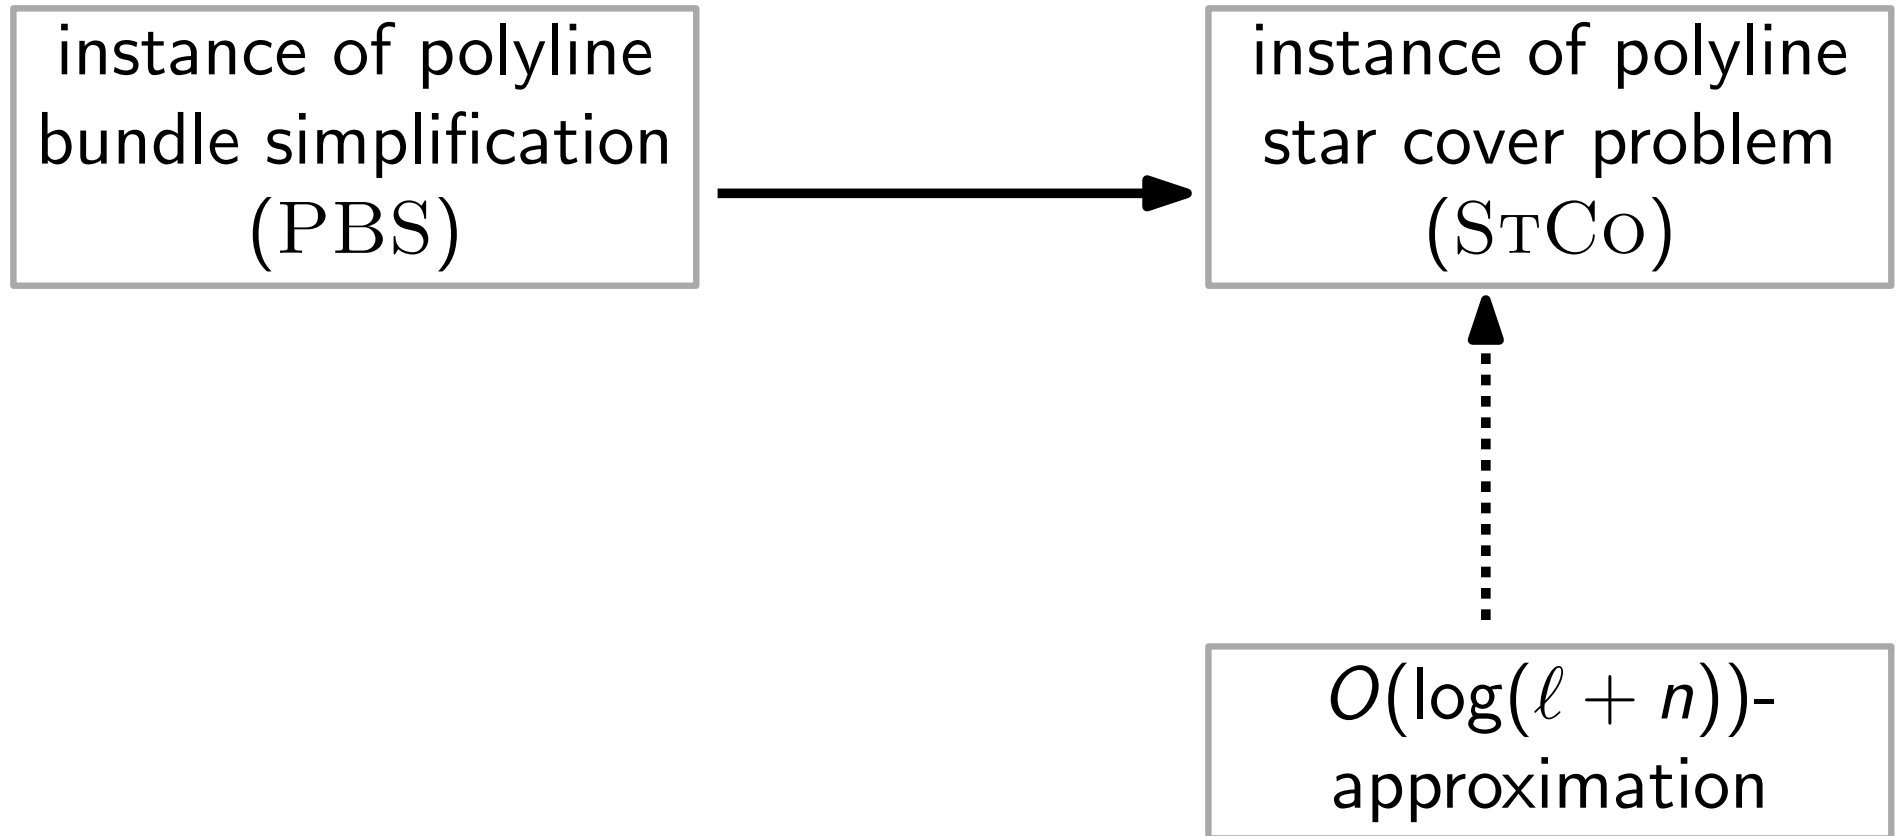 instance of polyline
bundle simplification
(PBS)
instance of polyline
star cover problem
(StCo)
O(log(ℓ + n))-
approximation